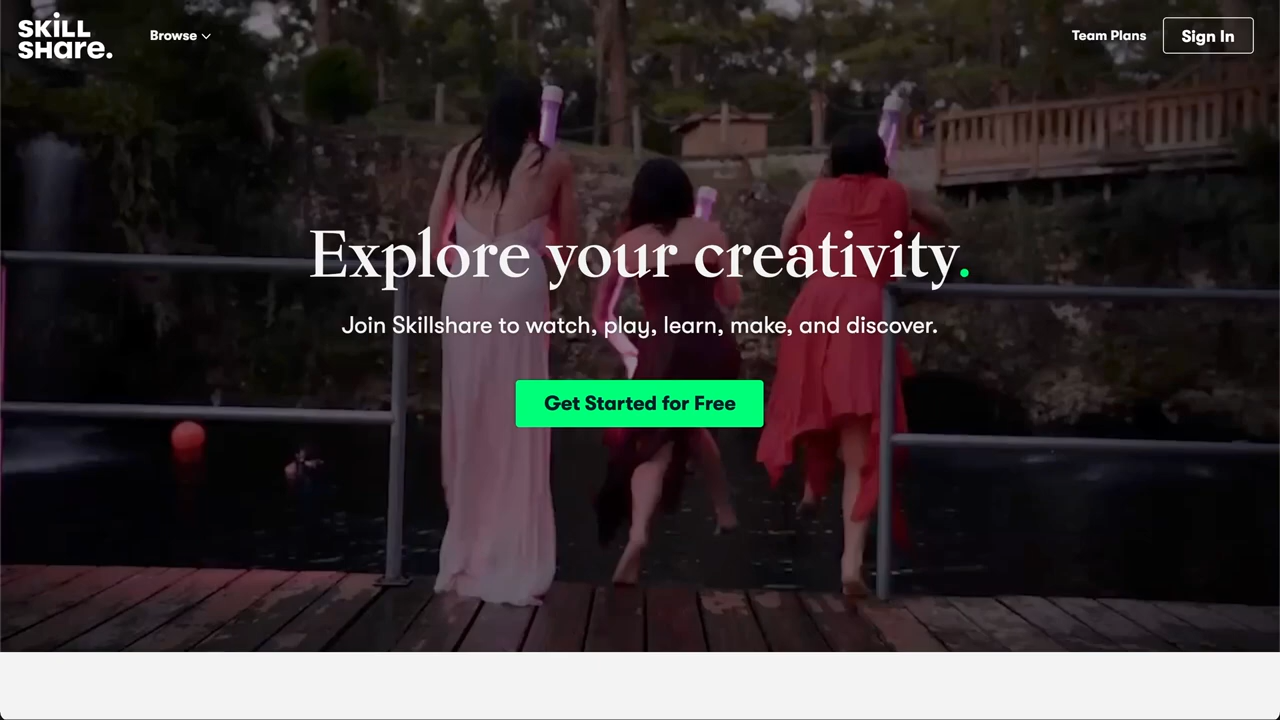 SKILL
SHare.
Browse
Team Plans
Sign In
Explore your creativity.
Join Skillshare to watch, play, learn, make, and discover.
Get Started for Free